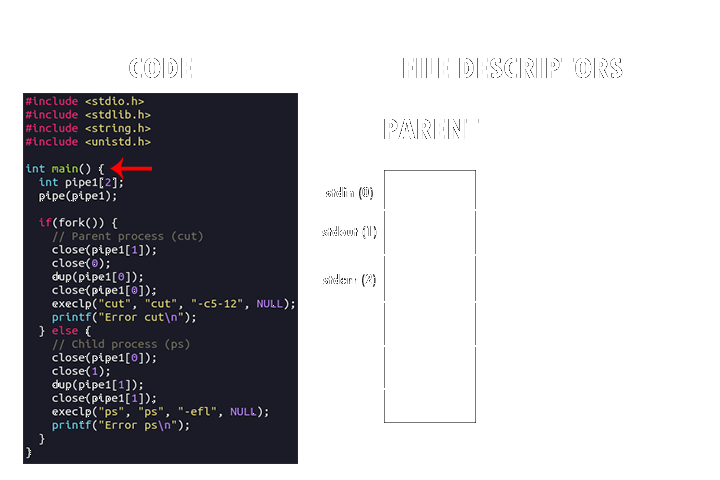 CODE
FILE DESCRIPTORS
PARENT
#include <stdio.h>
#include <stdlib.h>
#include <string.h>
#include <unistd.h>
int main() {
  int pipe1[2];
  pipe(pipe1);
  if(fork()) {
    // Parent process (cut)
    close(pipe1[1]);
    close(0);
    dup(pipe1[0]);
    close(pipe1[0]);
    execlp("cut", "cut", "-c5-12", NULL);
    printf("Error cut\n");
  } else {
    // Child process (ps)
    close(pipe1[0]);
    close(1);
    dup(pipe1[1]);
    close(pipe1[1]);
    execlp("ps", "ps", "-efl", NULL);
    printf("Error ps\n");
  }
}
stdin (0)
stdout (1)
stderr (2)